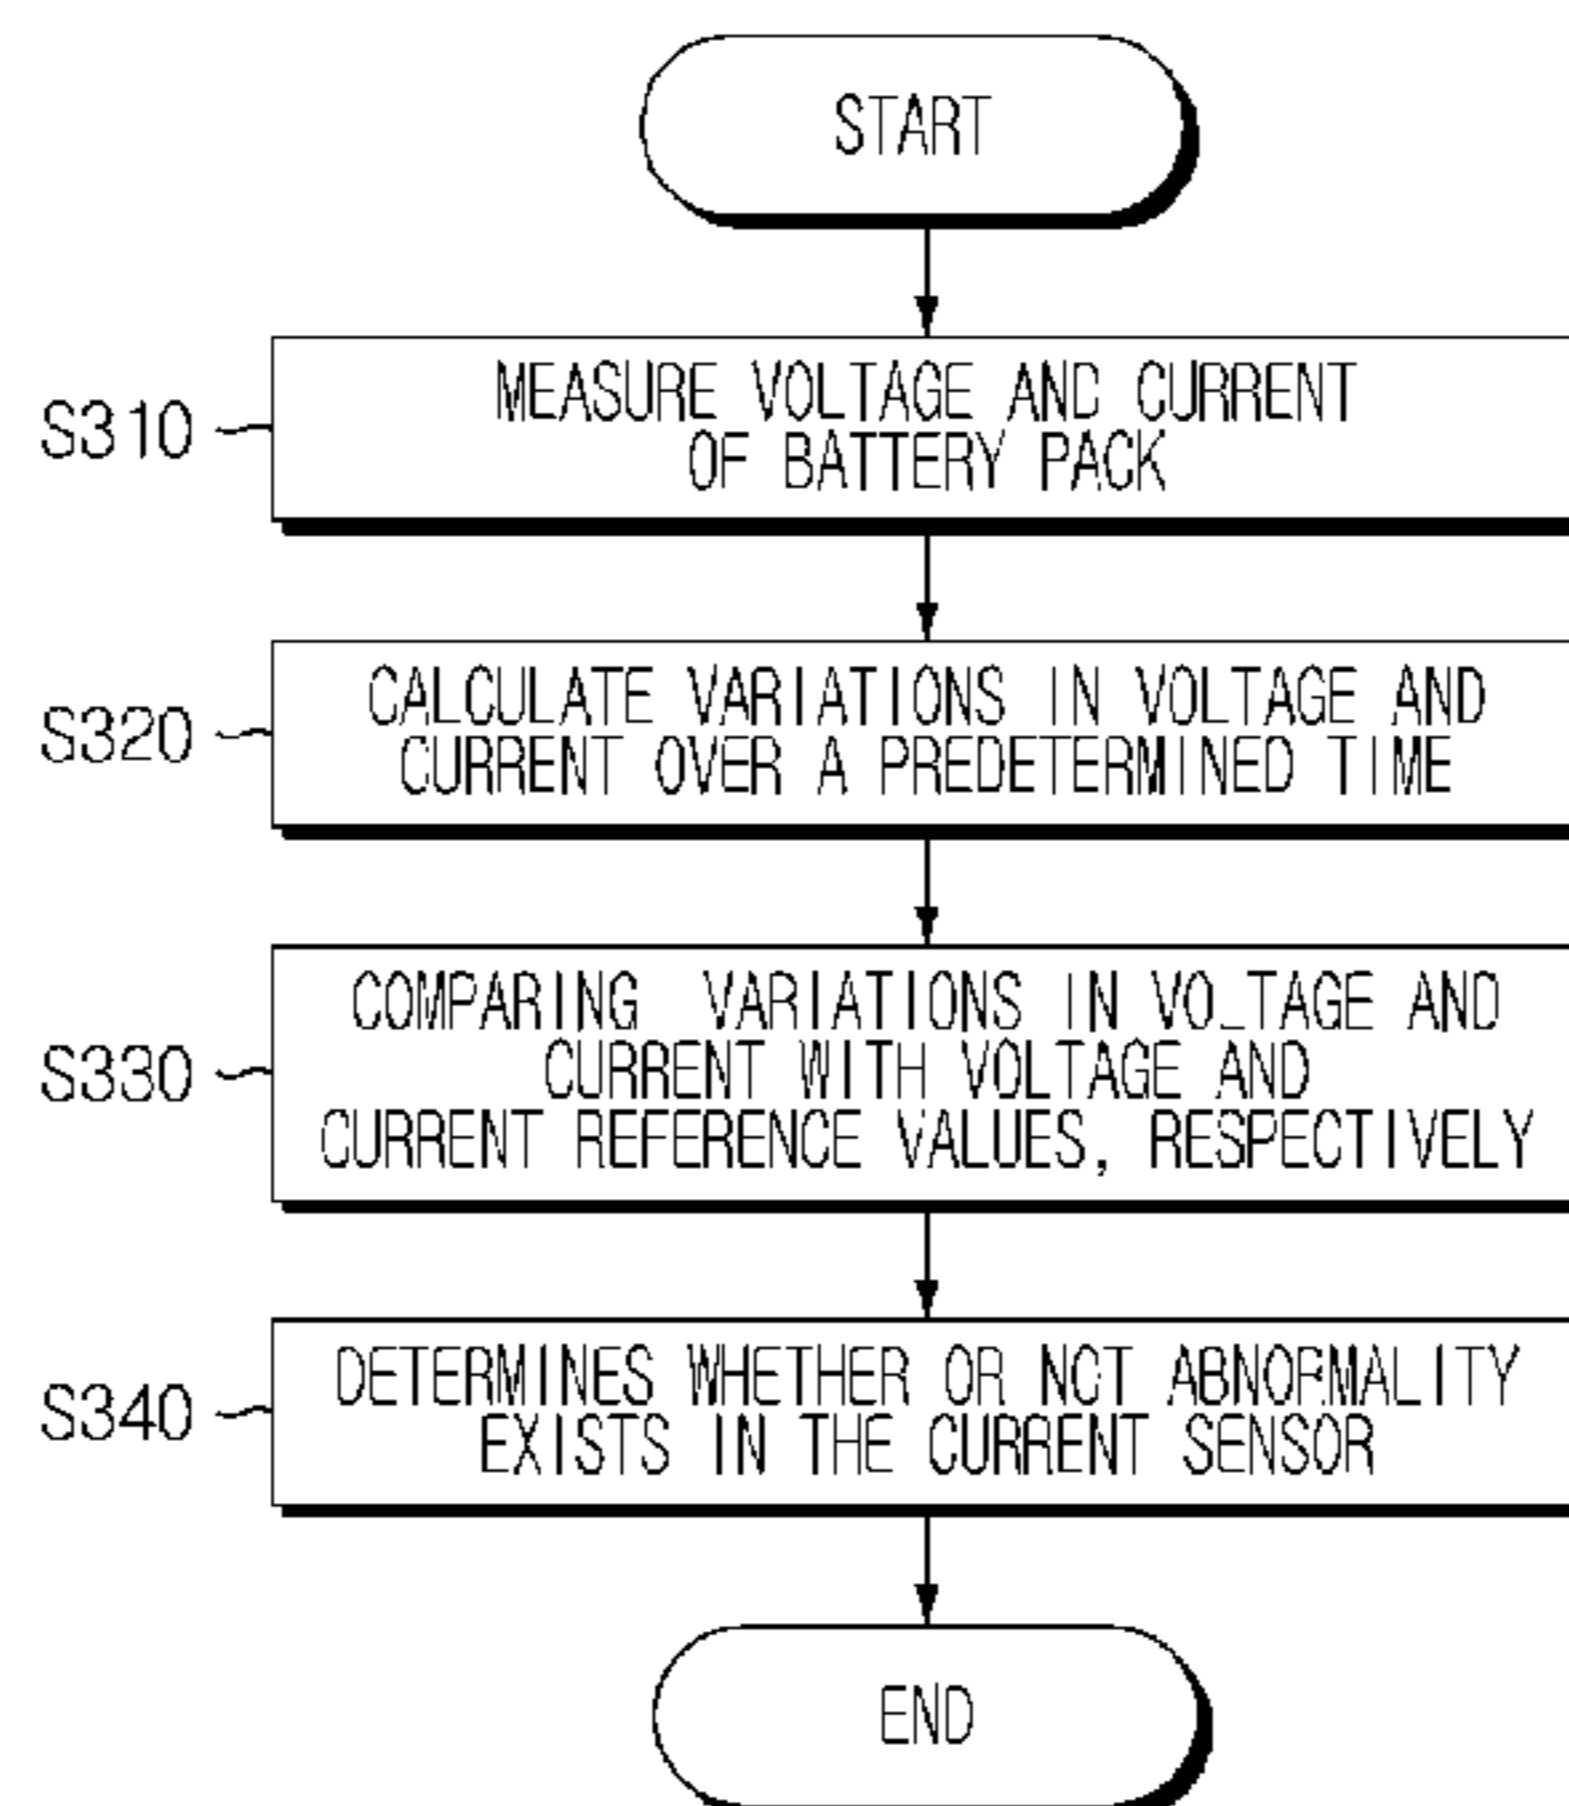 START
MEASURE VOLTAGE AND CURRENT
OF BATTERY PACK
S310
CALCULATE VARIATIONS IN VOLTAGE AND
CURRENT OVER A PREDETERMINED TIME
S320
COMPARING VARIATIONS IN VOLTAGE AND
CURRENT WITH VOLTAGE AND
CURRENT REFERENCE VALUES, RESPECTIVELY
S330
DETERMINES WHETHER OR NOT ABNORMALITY
EXISTS IN THE CURRENT SENSOR
S340
END